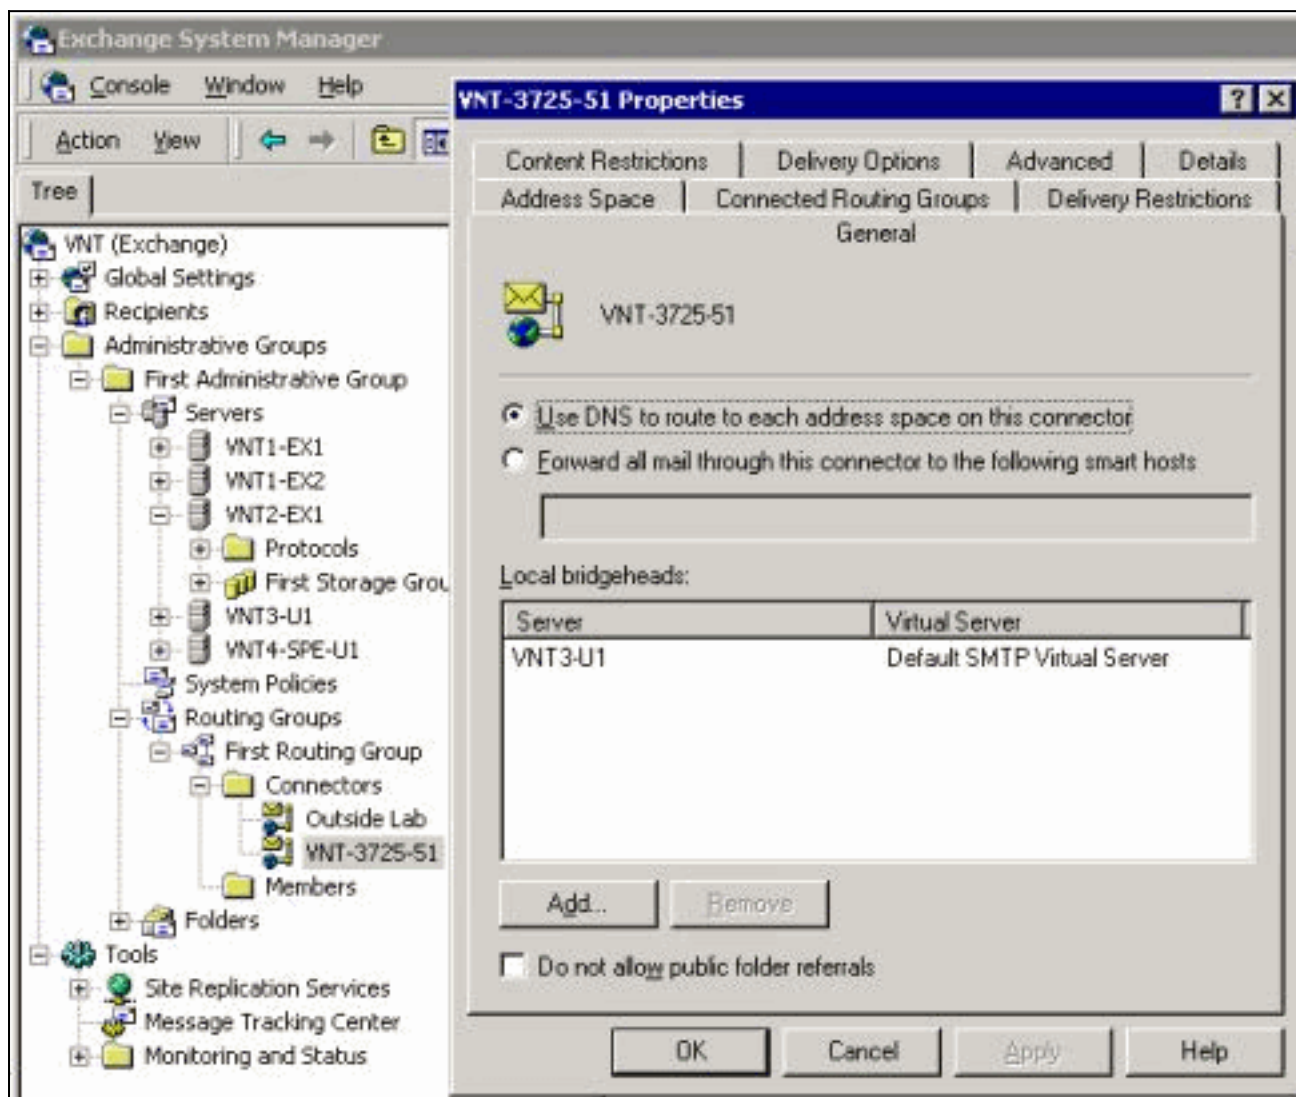 Exchange System Manager
Console Window Help
Action View
Tree
VNT (Exchange)
Global Settings
Recipients
Administrative Groups
First Administrative Group
Servers
VNT1-EX1
VNT1-EX2
VNT2-EX1
Protocols
First Storage Grou
VNT3-U1
VNT4-SPE-U1
System Policies
Routing Groups
First Routing Group
Connectors
Outside Lab
VNT-3725-51
Members
Folders
Tools
Site Replication Services
Message Tracking Center
Monitoring and Status
VNT-3725-51 Properties
Content Restrictions Delivery Options Advanced Details
Address Space Connected Routing Groups Delivery Restrictions
General
VNT-3725-51
Use DNS to route to each address space on this connector
Forward all mail through this connector to the following smart hosts
Local bridgeheads:
Server Virtual Server
VNT3-U1 Default SMTP Virtual Server
Add... Remove
Do not allow public folder referrals
OK Cancel Apply Help